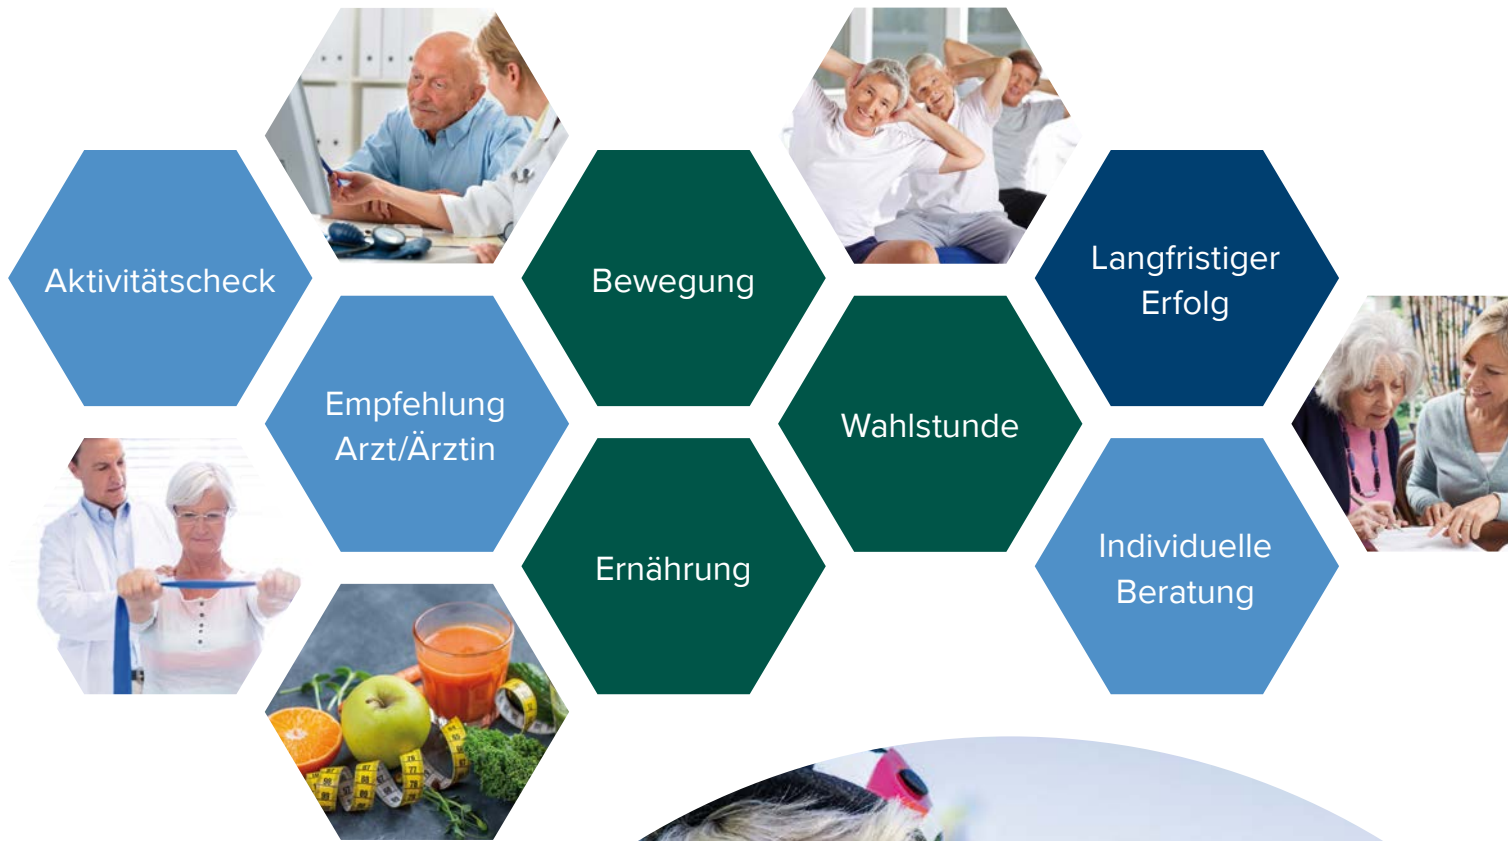 Aktivitätscheck
Empfehlung
Arzt/Ärztin
Bewegung
Ernährung
Wahlstunde
Langfristiger
Erfolg
Individuelle
Beratung